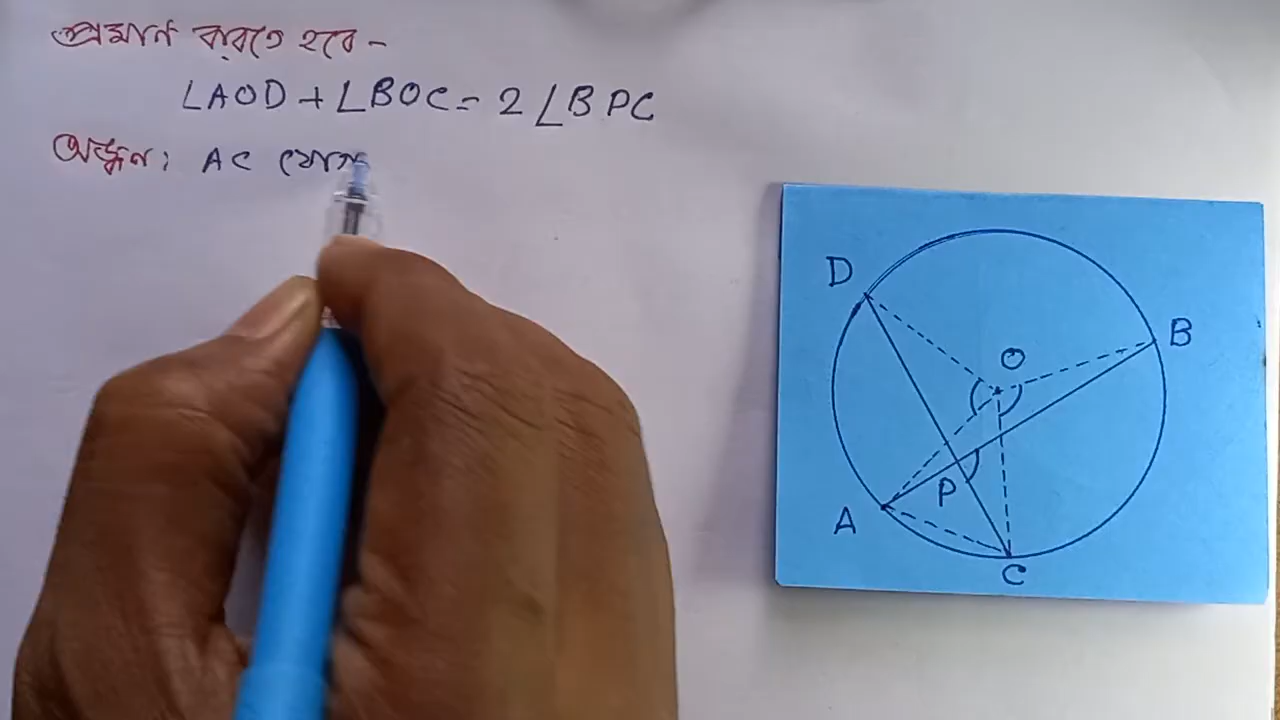 প্রমাণ করতে হবে -
∠AOD + ∠BOC = 2 ∠BPC
অঙ্কন: AC যোগ
D
B
O
P
A
C